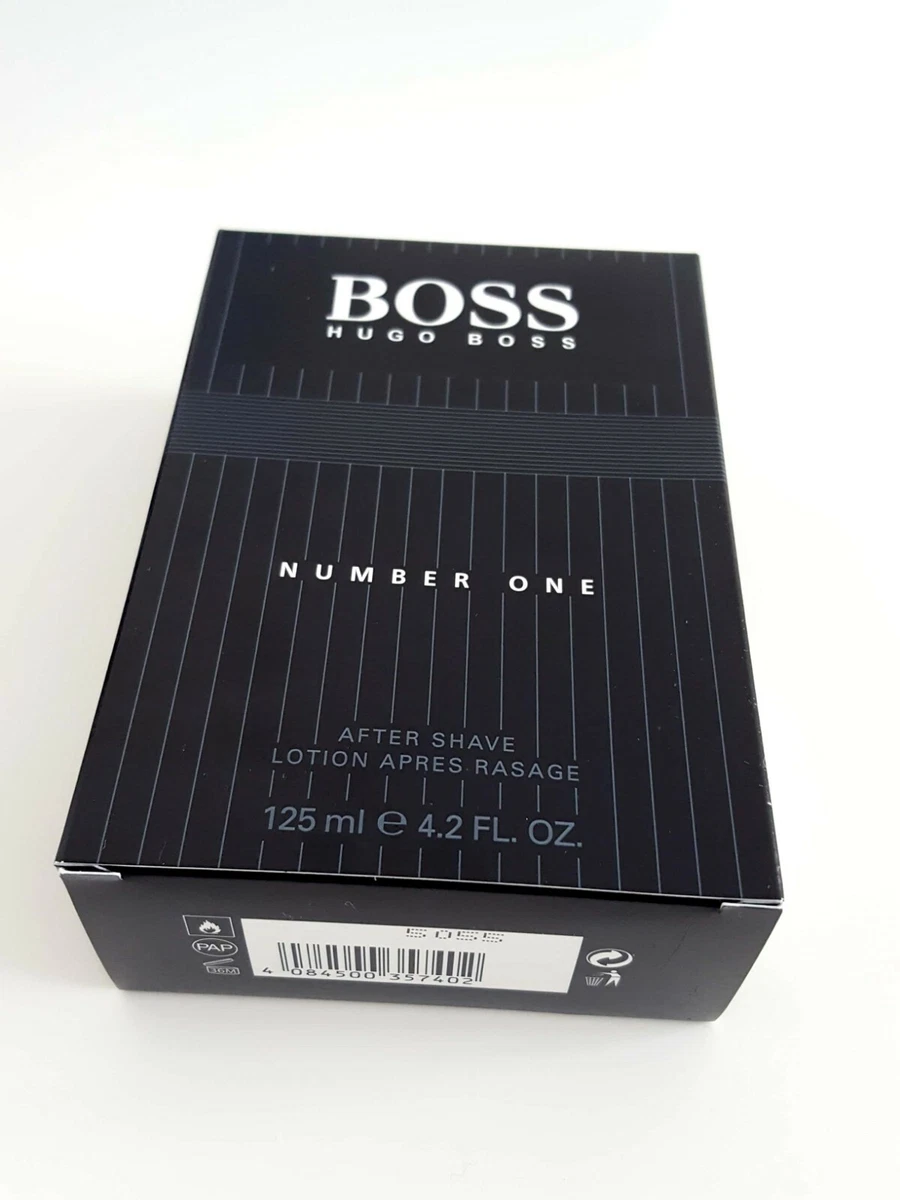 BOSS
HUGO BOSS
NUMBER ONE
AFTER SHAVE
LOTION APRES RASAGE
125 ml ℮ 4.2 FL. OZ.
5055
PAP
36M
4 084500 357402